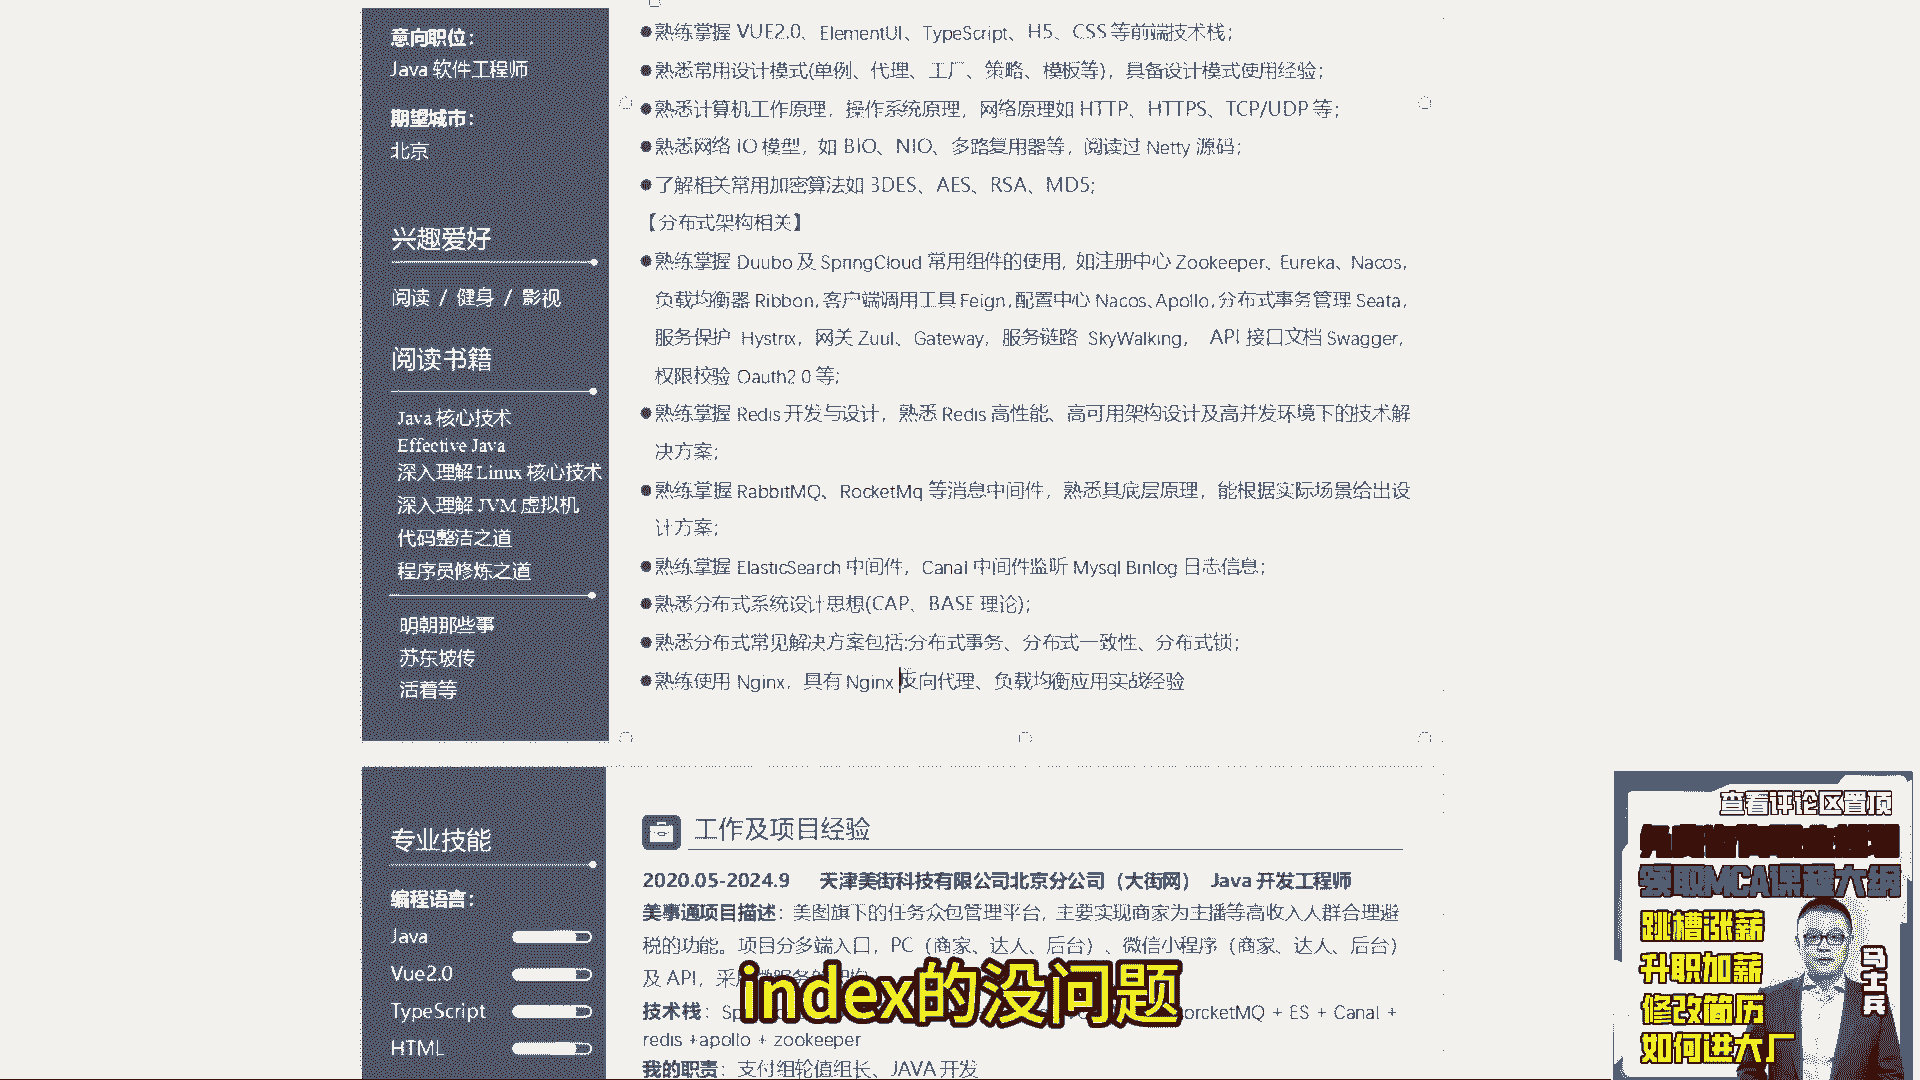 意向职位：
Java 软件工程师
期望城市：
北京
兴趣爱好
阅读 / 健身 / 影视
阅读书籍
Java 核心技术
Effective Java
深入理解 Linux 核心技术
深入理解 JVM 虚拟机
代码整洁之道
程序员修炼之道
明朝那些事
苏东坡传
活着等
●熟练掌握 VUE2.0、ElementUI、TypeScript、H5、CSS 等前端技术栈；
●熟悉常用设计模式(单例、代理、工厂、策略、模板等)，具备设计模式使用经验；
●熟悉计算机工作原理，操作系统原理，网络原理如 HTTP、HTTPS、TCP/UDP 等；
●熟悉网络 IO 模型，如 BIO、NIO、多路复用器等，阅读过 Netty 源码；
●了解相关常用加密算法如 3DES、AES、RSA、MD5;
【分布式架构相关】
●熟练掌握 Duubo 及 SpringCloud 常用组件的使用, 如注册中心 Zookeeper、Eureka、Nacos,
负载均衡器 Ribbon, 客户端调用工具 Feign, 配置中心 Nacos、Apollo, 分布式事务管理 Seata,
服务保护 Hystrix，网关 Zuul、Gateway，服务链路 SkyWalking， API 接口文档 Swagger,
权限校验 Oauth2.0 等;
●熟练掌握 Redis 开发与设计，熟悉 Redis 高性能、高可用架构设计及高并发环境下的技术解
决方案；
●熟练掌握 RabbitMQ、RocketMq 等消息中间件，熟悉其底层原理，能根据实际场景给出设
计方案；
●熟练掌握 ElasticSearch 中间件，Canal 中间件监听 Mysql Binlog 日志信息；
●熟悉分布式系统设计思想(CAP、BASE 理论)；
●熟悉分布式常见解决方案包括:分布式事务、分布式一致性、分布式锁；
●熟练使用 Nginx，具有 Nginx 反向代理、负载均衡应用实战经验
专业技能
编程语言：
Java
Vue2.0
TypeScript
HTML
工作及项目经验
2020.05-2024.9 天津美街科技有限公司北京分公司（大街网） Java 开发工程师
美事通项目描述：美图旗下的任务众包管理平台，主要实现商家为主播等高收入人群合理避
税的功能。项目分多端入口，PC（商家、达人、后台）、微信小程序（商家、达人、后台）
及 API，采
技术栈：Sp orcketMQ + ES + Canal +
redis +apollo + zookeeper
我的职责：支付组轮值组长、JAVA 开发
index的没问题
查看评论区置顶
领取MCA课程大纲
跳槽涨薪
升职加薪
修改简历
如何进大厂
马士兵